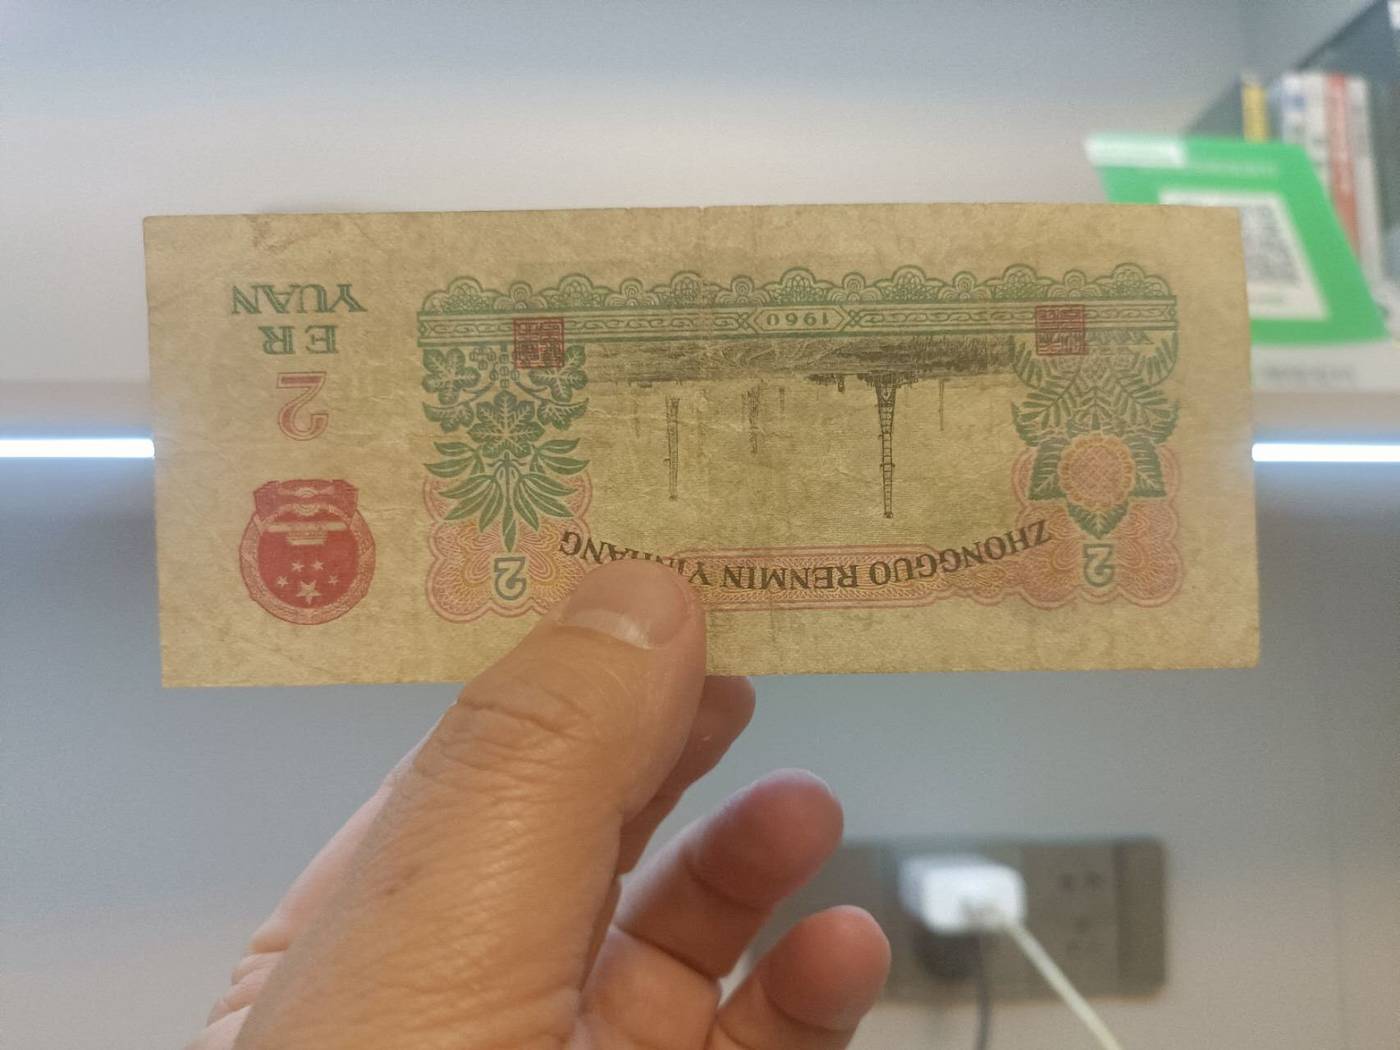 ZHONGGUO RENMIN YINHANG
2
2
1960
2
ER
YUAN